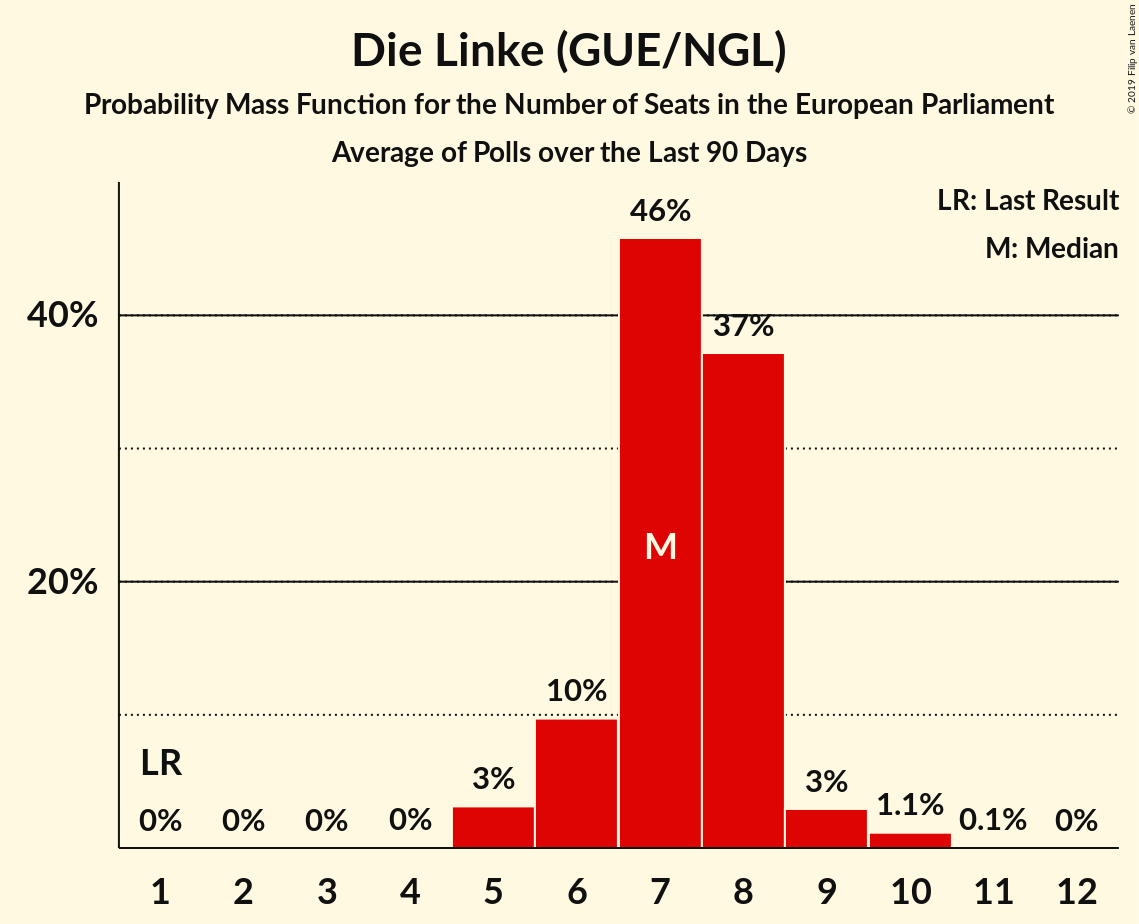 Die Linke (GUE/NGL)
Probability Mass Function for the Number of Seats in the European Parliament
Average of Polls over the Last 90 Days
© 2019 Filip van Laenen
LR: Last Result
M: Median
46%
40%
37%
M
20%
10%
LR
3%
3%
1.1%
0% 0% 0% 0% 0.1% 0%
1 2 3 4 5 6 7 8 9 10 11 12